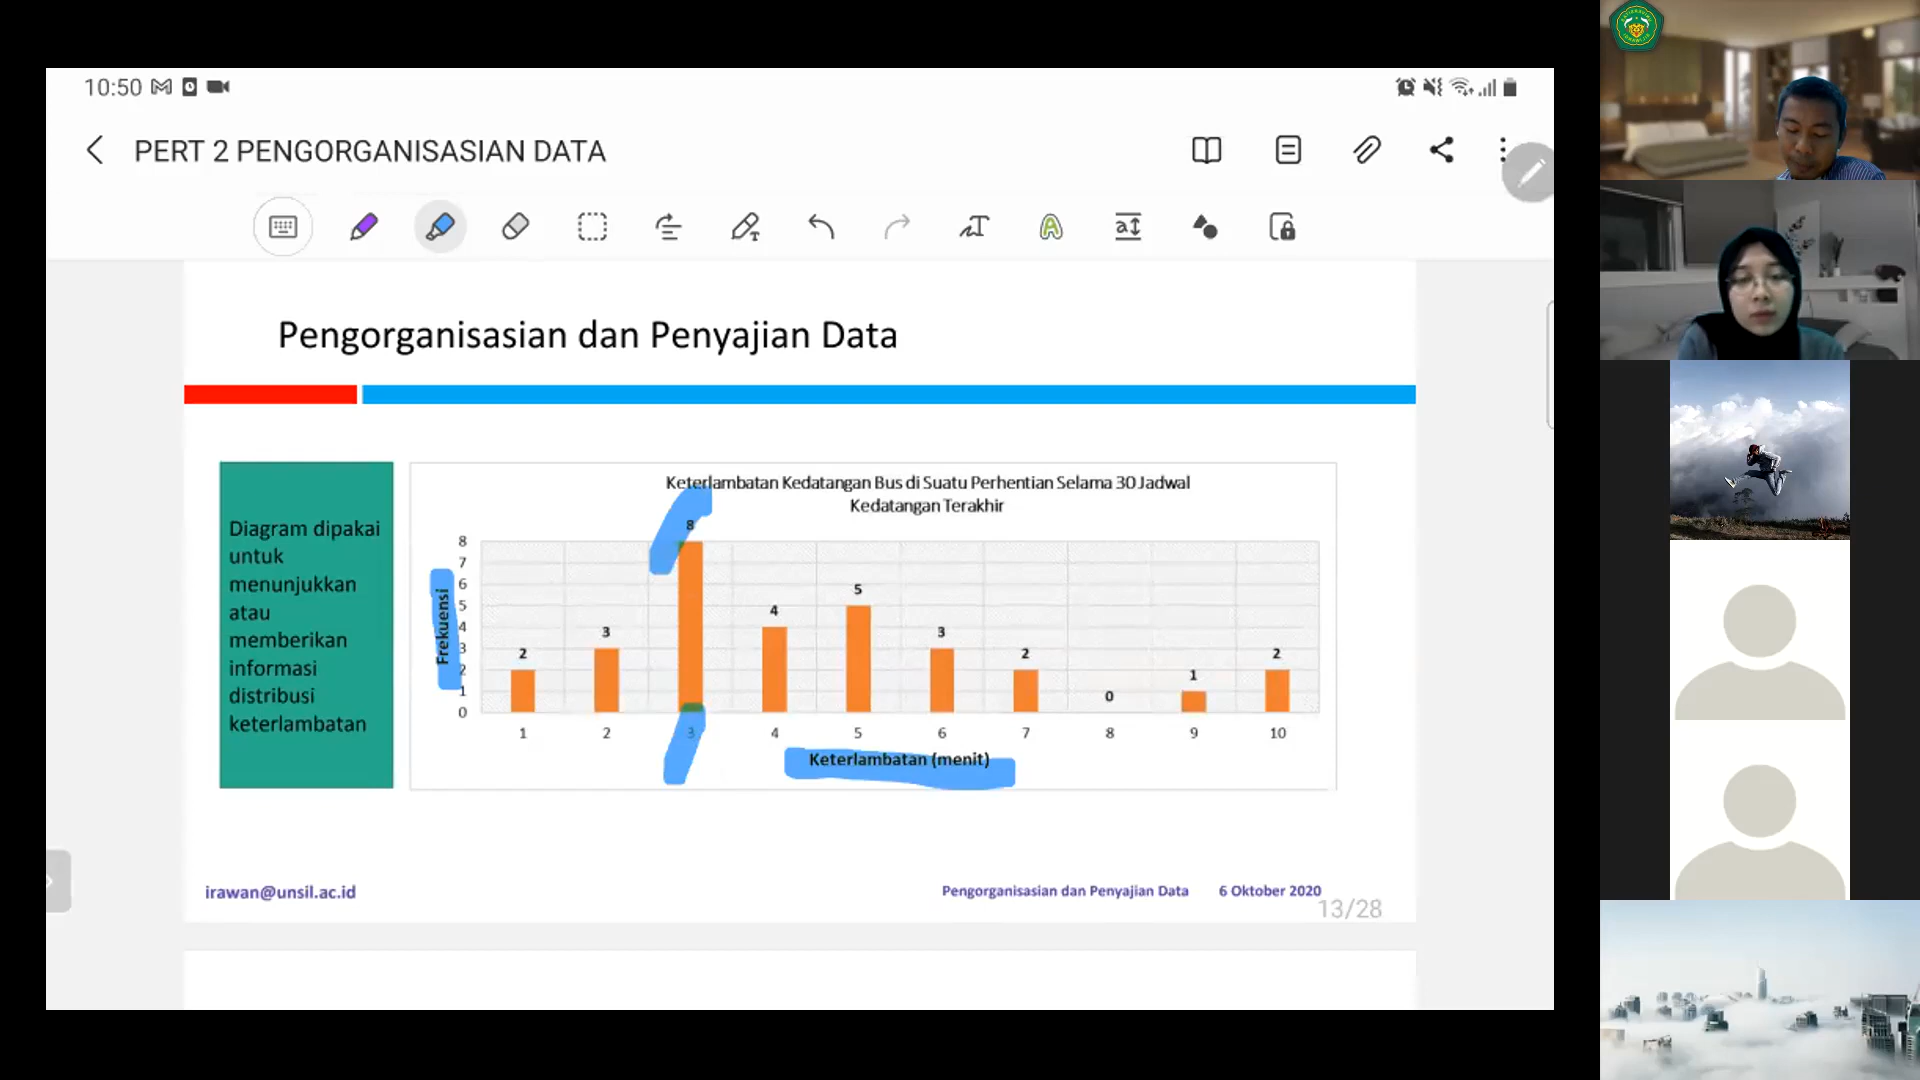 10:50
PERT 2 PENGORGANISASIAN DATA
Pengorganisasian dan Penyajian Data
Diagram dipakai
untuk
menunjukkan
atau
memberikan
informasi
distribusi
keterlambatan
Keterlambatan Kedatangan Bus di Suatu Perhentian Selama 30 Jadwal
Kedatangan Terakhir
Frekuensi
8
7
6
5
4
3
2
1
0
2
3
8
4
5
3
2
0
1
2
1
2
3
4
5
6
7
8
9
10
Keterlambatan (menit)
irawan@unsil.ac.id
Pengorganisasian dan Penyajian Data
6 Oktober 2020
13/28